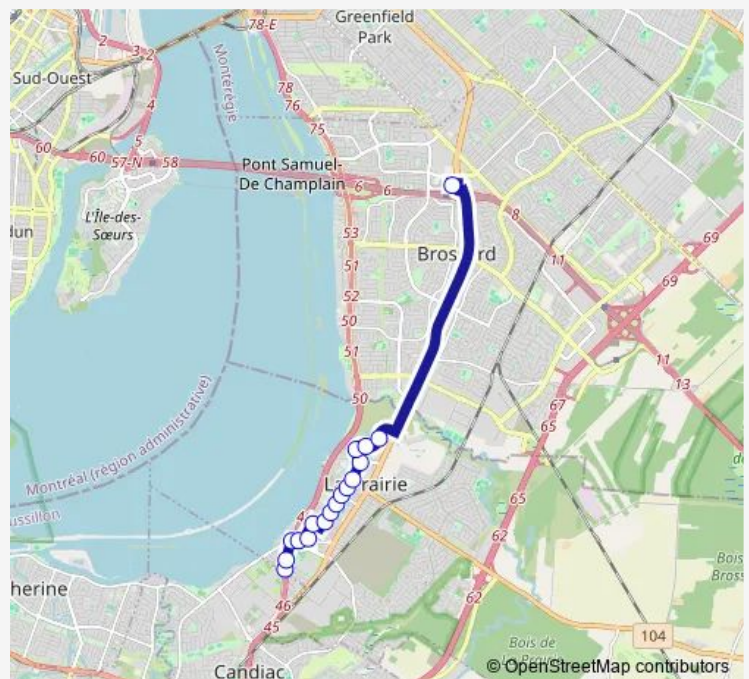 78-E
Greenfield
Park
2
3
2
Sud-Ouest
4
Montérégie
78
76
75
5
60
60
57-N
58
Pont Samuel-
De Champlain
6
6
L'Île-des-
Sœurs
dun
53
8
69
11
51
69
52
50
51
11
13
50
67
Montréal (région administrative)
65
ussillon
65
62
Bois
Bross
herine
46
45
62
104
Bois de
Candiac
© OpenStreetMap contributors